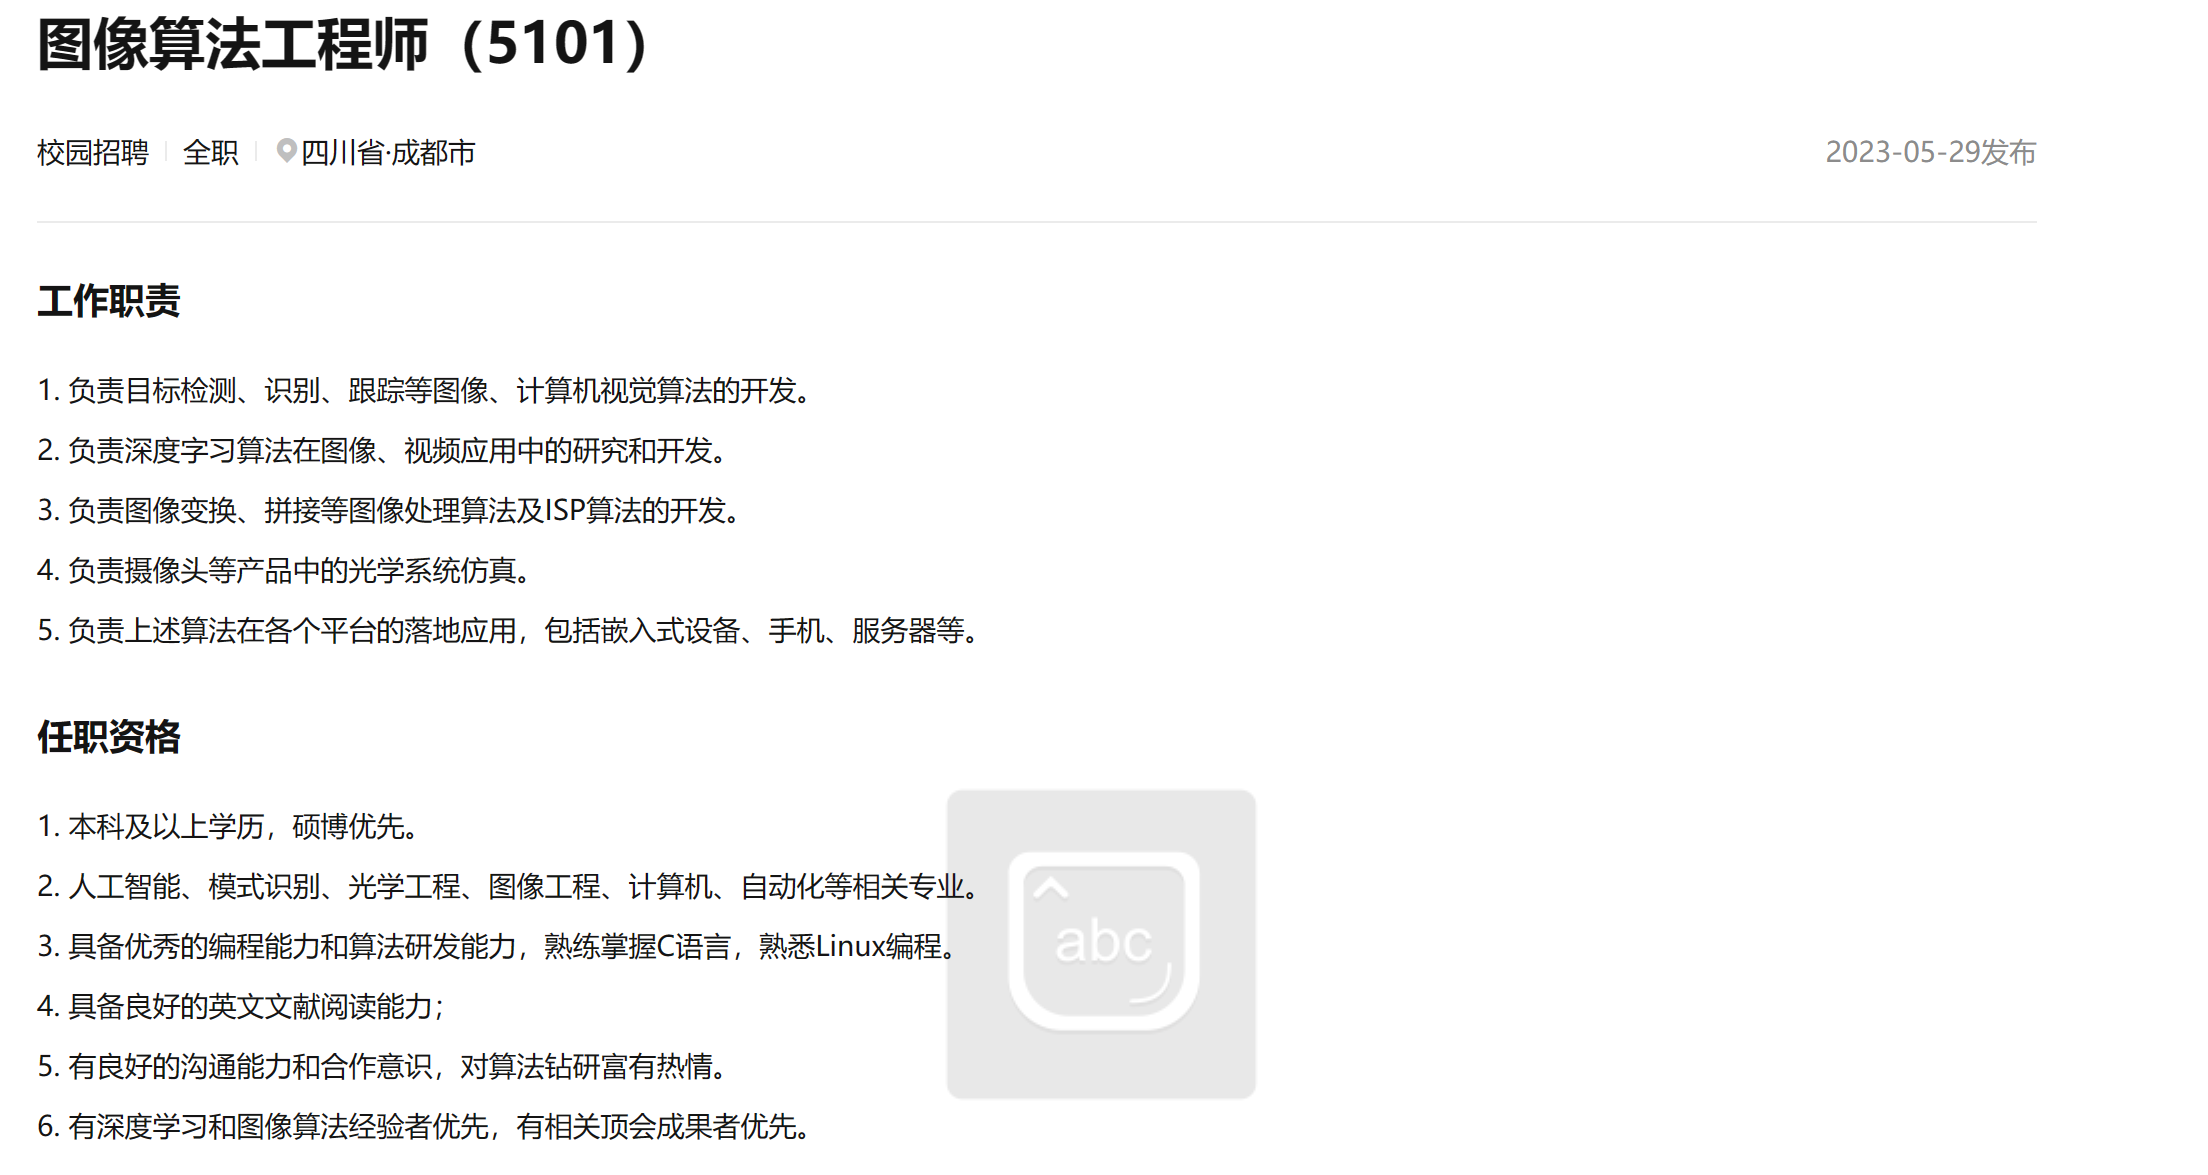 图像算法工程师（5101）
校园招聘 全职 四川省·成都市 2023-05-29发布
工作职责
1. 负责目标检测、识别、跟踪等图像、计算机视觉算法的开发。
2. 负责深度字习算法在图像、视频应用中的研究和开发。
3. 负责图像变换、拼接等图像处理算法及ISP算法的开发。
4. 负责摄像头等产品中的光学系统仿真。
5. 负责上述算法在各个平台的落地应用，包括嵌入式设备、手机、服务器等。
任职资格
1. 本科及以上学历，硕博优先。
2. 人工智能、模式识别、光学工程、图像工程、计算机、自动化等相关专业。
3. 具备优秀的编程能力和算法研发能力，熟练掌握C语言，熟悉Linux编程。
abc
4. 具备良好的英文文献阅读能力；
5. 有良好的沟通能力和合作意识，对算法钻研富有热情。
6. 有深度学习和图像算法经验者优先，有相关顶会成果者优先。